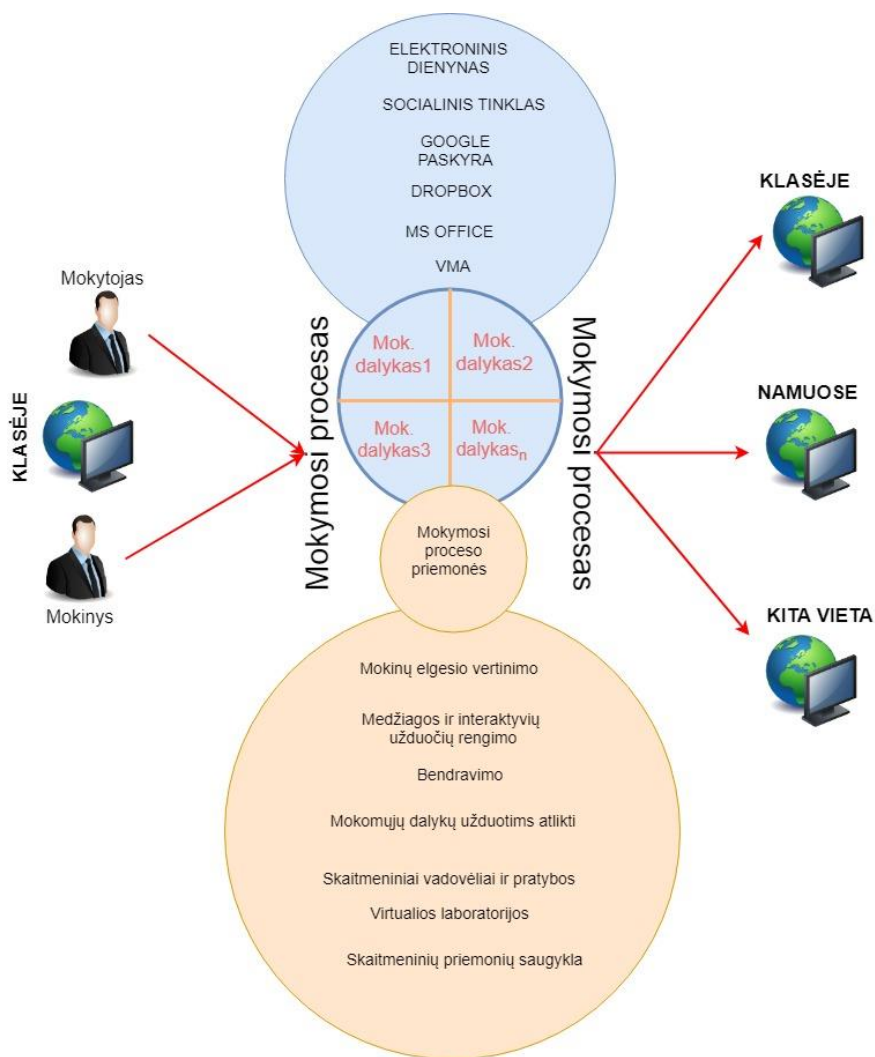 ELEKTRONINIS
DIENYNAS
SOCIALINIS TINKLAS
GOOGLE
PASKYRA
DROPBOX
MS OFFICE
VMA
Mokytojas
KLASĖJE
Mokinys
Mokymosi procesas
Mok.
dalykas1
Mok.
dalykas2
Mok.
dalykas3
Mok.
dalykasn
Mokymosi procesas
KLASĖJE
NAMUOSE
KITA VIETA
Mokymosi
proceso
priemonės
Mokinų elgesio vertinimo
Medžiagos ir interaktyvių
užduočių rengimo
Bendravimo
Mokomųjų dalykų užduotims atlikti
Skaitmeniniai vadovėliai ir pratybos
Virtualios laboratorijos
Skaitmeninių priemonių saugykla